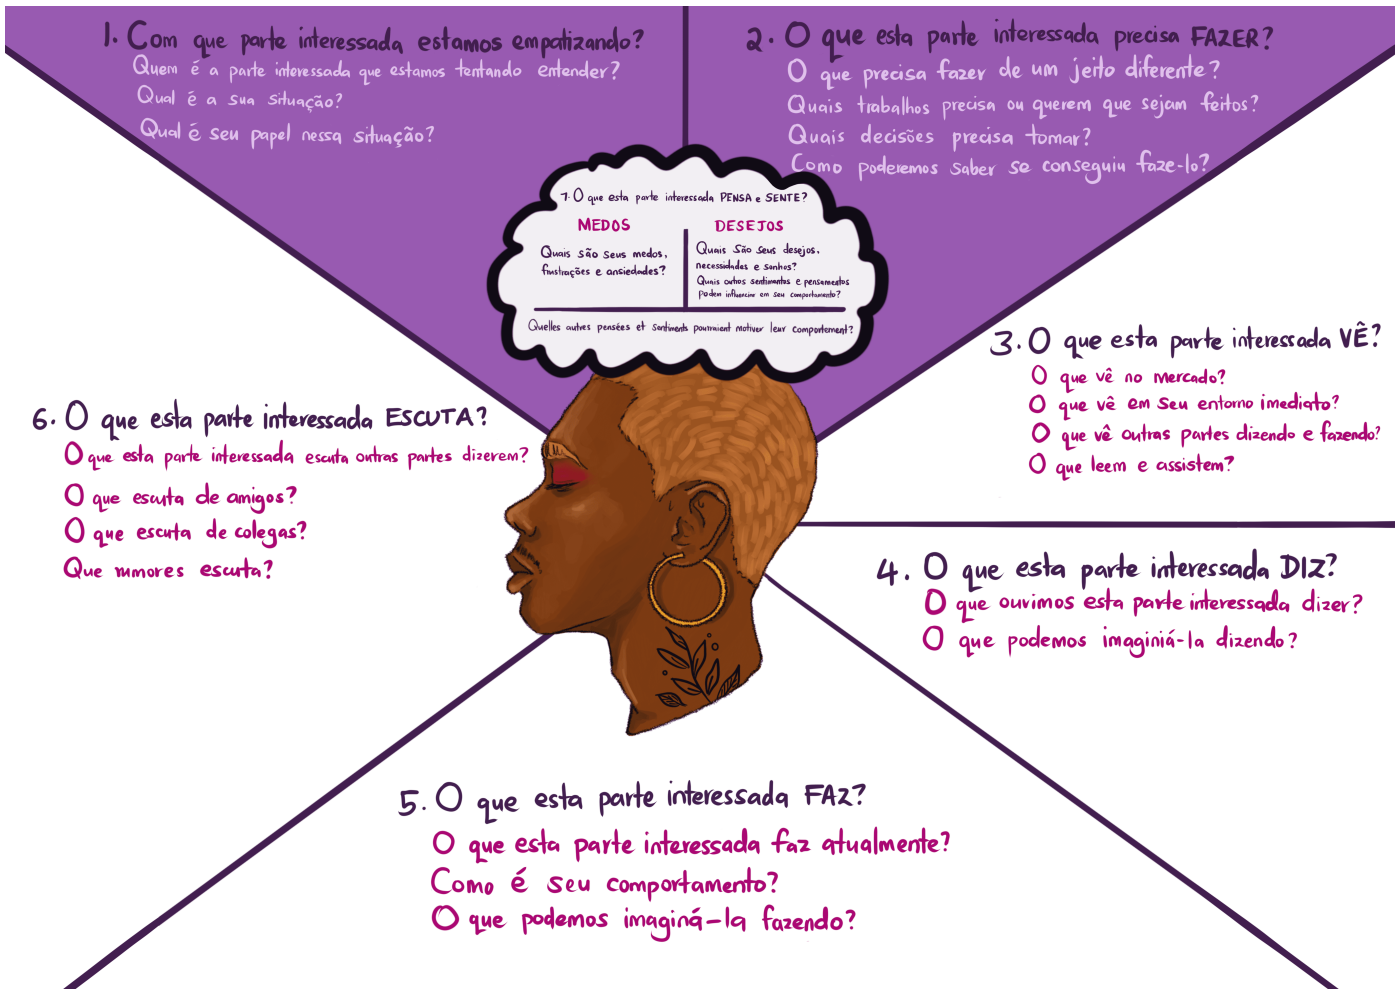 1. Com que parte interessada estamos empatizando?
Quem é a parte interessada que estamos tentando entender?
Qual é a sua situação?
Qual é seu papel nessa situação?
2. O que esta parte interessada precisa FAZER?
O que precisa fazer de um jeito diferente?
Quais trabalhos precisa ou querem que sejam feitos?
Quais decisões precisa tomar?
Como poderemos saber se conseguiu faze-lo?
7. O que esta parte interessada PENSA e SENTE?
MEDOS
Quais são seus medos,
frustrações e ansiedades?
DESEJOS
Quais são seus desejos,
necessidades e sonhos?
Quais outros sentimentos e pensamentos
podem influenciar em seu comportamento?
Quelles autres pensées et sentiments pourraient motiver leur comportement?
3. O que esta parte interessada VÊ?
O que vê no mercado?
O que vê em seu entorno imediato?
O que vê outras partes dizendo e fazendo?
O que leem e assistem?
4. O que esta parte interessada DIZ?
O que ouvimos esta parte interessada dizer?
O que podemos imaginiá-la dizendo?
5. O que esta parte interessada FAZ?
O que esta parte interessada faz atualmente?
Como é seu comportamento?
O que podemos imaginá-la fazendo?
6. O que esta parte interessada ESCUTA?
O que esta parte interessada escuta outras partes dizerem?
O que escuta de amigos?
O que escuta de colegas?
Que rumores escuta?